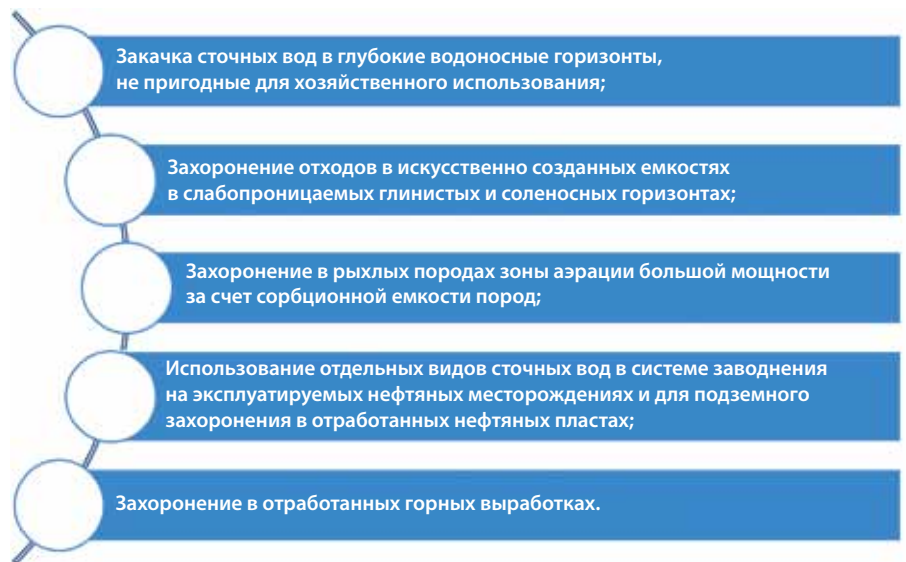 Закачка сточных вод в глубокие водоносные горизонты,
не пригодные для хозяйственного использования;
Захоронение отходов в искусственно созданных емкостях
в слабопроницаемых глинистых и соленосных горизонтах;
Захоронение в рыхлых породах зоны аэрации большой мощности
за счет сорбционной емкости пород;
Использование отдельных видов сточных вод в системе заводнения
на эксплуатируемых нефтяных месторождениях и для подземного
захоронения в отработанных нефтяных пластах;
Захоронение в отработанных горных выработках.